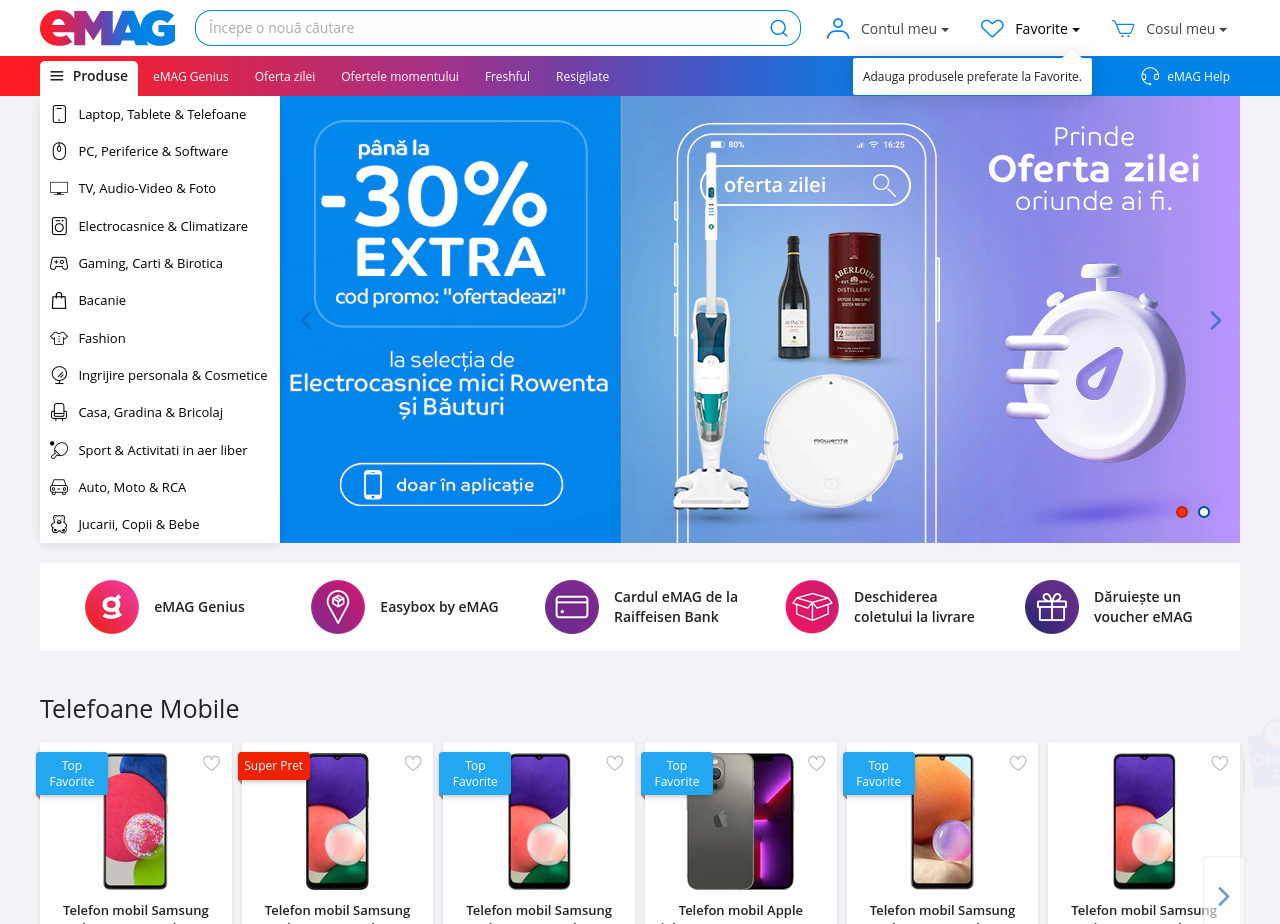 eMAG
Începe o nouă căutare
Contul meu
Favorite
Cosul meu
Produse
eMAG Genius
Oferta zilei
Ofertele momentului
Freshful
Resigilate
Adauga produsele preferate la Favorite.
eMAG Help
Laptop, Tablete & Telefoane
PC, Periferice & Software
TV, Audio-Video & Foto
Electrocasnice & Climatizare
Gaming, Carti & Birotica
Bacanie
Fashion
Ingrijire personala & Cosmetice
Casa, Gradina & Bricolaj
Sport & Activitati in aer liber
Auto, Moto & RCA
Jucarii, Copii & Bebe
până la
-30%
EXTRA
cod promo: "ofertadeazi"
la selecția de
Electrocasnice mici Rowenta
și Băuturi
doar în aplicație
80%
16:25
oferta zilei
ABERLOUR
DISTILLERY
12
ROWENTA
Prinde
Oferta zilei
oriunde ai fi.
eMAG Genius
Easybox by eMAG
Cardul eMAG de la
Raiffeisen Bank
Deschiderea
coletului la livrare
Dăruiește un
voucher eMAG
Telefoane Mobile
Top
Favorite
Super Pret
Top
Favorite
Top
Favorite
Top
Favorite
Telefon mobil Samsung
Telefon mobil Samsung
Telefon mobil Samsung
Telefon mobil Apple
Telefon mobil Samsung
Telefon mobil Samsung